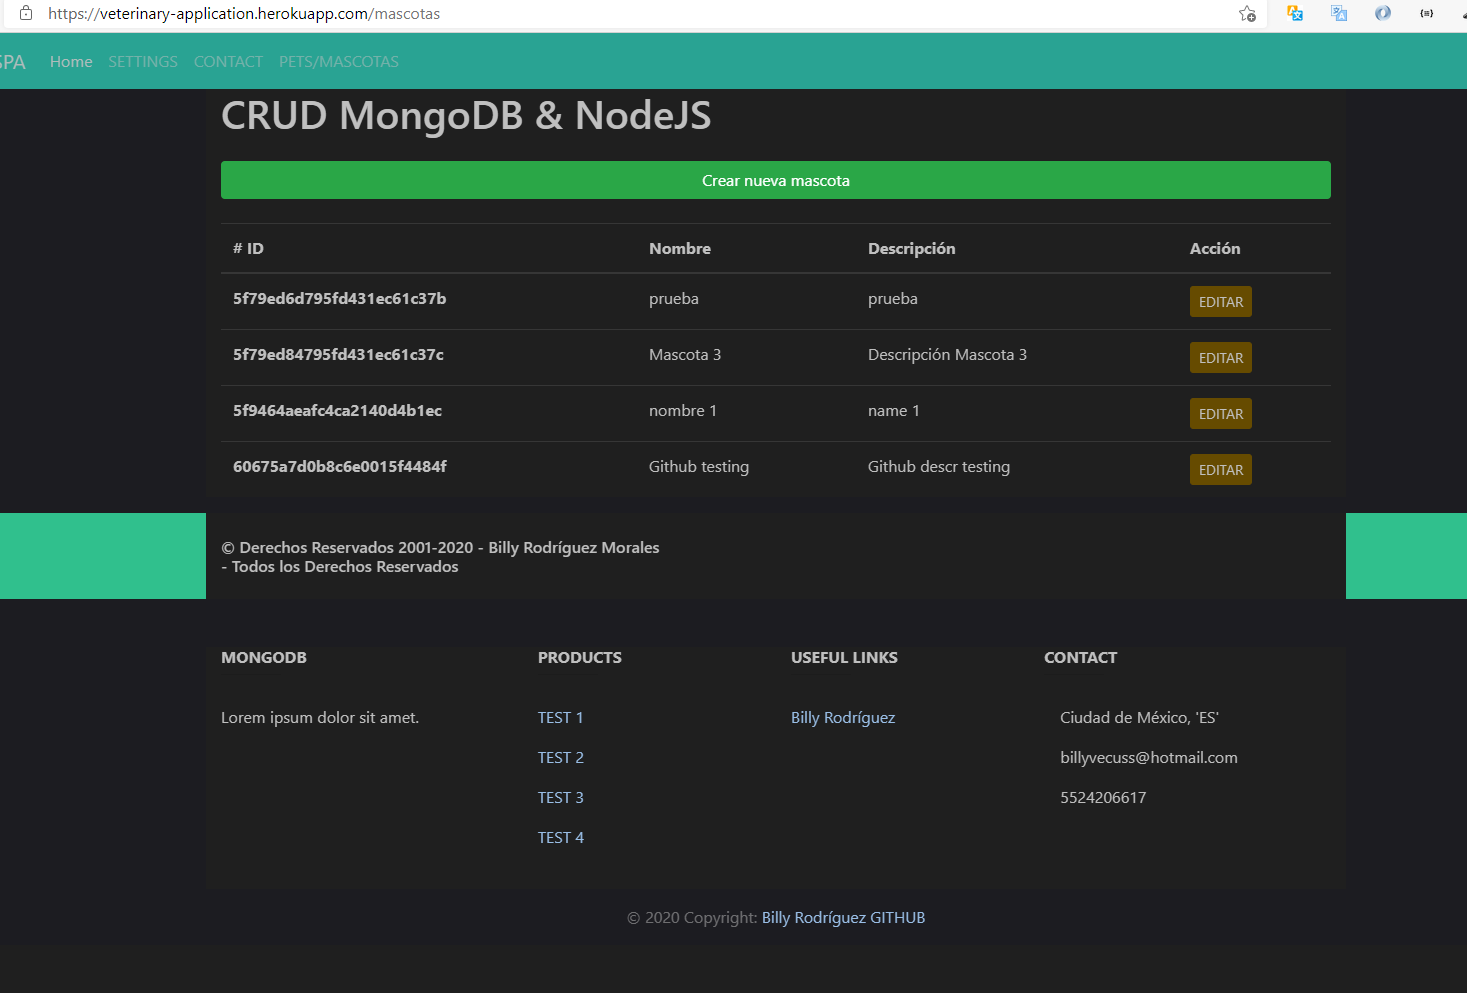 https://veterinary-application.herokuapp.com/mascotas
SPA Home SETTINGS CONTACT PETS/MASCOTAS
CRUD MongoDB & NodeJS
Crear nueva mascota
# ID Nombre Descripción Acción
5f79ed6d795fd431ec61c37b prueba prueba EDITAR
5f79ed84795fd431ec61c37c Mascota 3 Descripción Mascota 3 EDITAR
5f9464aeafc4ca2140d4b1ec nombre 1 name 1 EDITAR
60675a7d0b8c6e0015f4484f Github testing Github descr testing EDITAR
© Derechos Reservados 2001-2020 - Billy Rodríguez Morales
- Todos los Derechos Reservados
MONGODB
Lorem ipsum dolor sit amet.
PRODUCTS
TEST 1
TEST 2
TEST 3
TEST 4
USEFUL LINKS
Billy Rodríguez
CONTACT
Ciudad de México, 'ES'
billyvecuss@hotmail.com
5524206617
© 2020 Copyright: Billy Rodríguez GITHUB